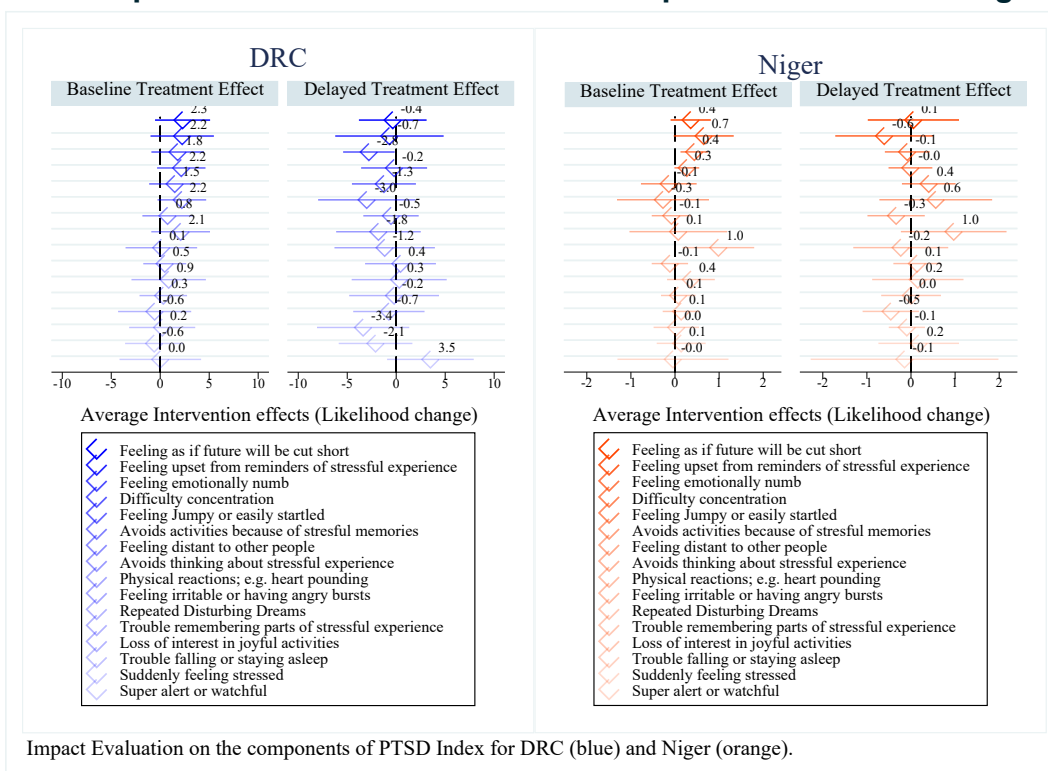 DRC
Baseline Treatment Effect
2.3
2.2
1.8
2.2
1.5
2.2
0.8
2.1
0.1
0.5
0.9
0.3
-0.6
0.2
-0.6
0.0
-10 -5 0 5 10
Delayed Treatment Effect
-0.4
-0.7
-2.8
-0.2
-1.3
-3.0
-0.5
-1.8
-1.2
0.4
0.3
-0.2
-0.7
-3.4
-2.1
3.5
-10 -5 0 5 10
Average Intervention effects (Likelihood change)
Feeling as if future will be cut short
Feeling upset from reminders of stressful experience
Feeling emotionally numb
Difficulty concentration
Feeling Jumpy or easily startled
Avoids activities because of stresful memories
Feeling distant to other people
Avoids thinking about stressful experience
Physical reactions; e.g. heart pounding
Feeling irritable or having angry bursts
Repeated Disturbing Dreams
Trouble remembering parts of stressful experience
Loss of interest in joyful activities
Trouble falling or staying asleep
Suddenly feeling stressed
Super alert or watchful
Niger
Baseline Treatment Effect
0.4
0.7
0.4
0.3
-0.1
-0.3
-0.1
0.1
1.0
-0.1
0.4
0.1
0.1
0.0
0.1
-0.0
-2 -1 0 1 2
Delayed Treatment Effect
0.1
-0.6
-0.1
-0.0
0.4
0.6
-0.3
1.0
-0.2
0.1
0.2
0.0
-0.5
-0.1
0.2
-0.1
-2 -1 0 1 2
Average Intervention effects (Likelihood change)
Feeling as if future will be cut short
Feeling upset from reminders of stressful experience
Feeling emotionally numb
Difficulty concentration
Feeling Jumpy or easily startled
Avoids activities because of stresful memories
Feeling distant to other people
Avoids thinking about stressful experience
Physical reactions; e.g. heart pounding
Feeling irritable or having angry bursts
Repeated Disturbing Dreams
Trouble remembering parts of stressful experience
Loss of interest in joyful activities
Trouble falling or staying asleep
Suddenly feeling stressed
Super alert or watchful
Impact Evaluation on the components of PTSD Index for DRC (blue) and Niger (orange).